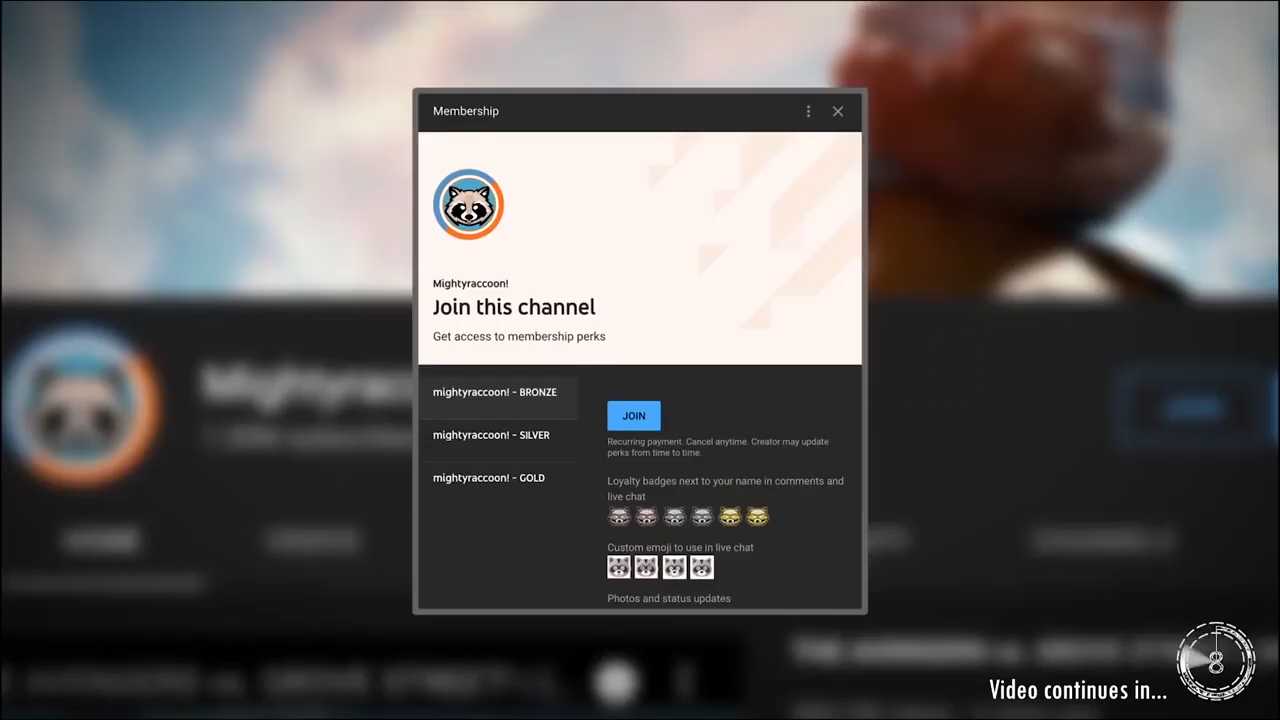 Membership
Mightyraccoon!
Join this channel
Get access to membership perks
mightyraccoon! - BRONZE
mightyraccoon! - SILVER
mightyraccoon! - GOLD
JOIN
Recurring payment. Cancel anytime. Creator may update
perks from time to time.
Loyalty badges next to your name in comments and
live chat
Custom emoji to use in live chat
Photos and status updates
Video continues in...
8